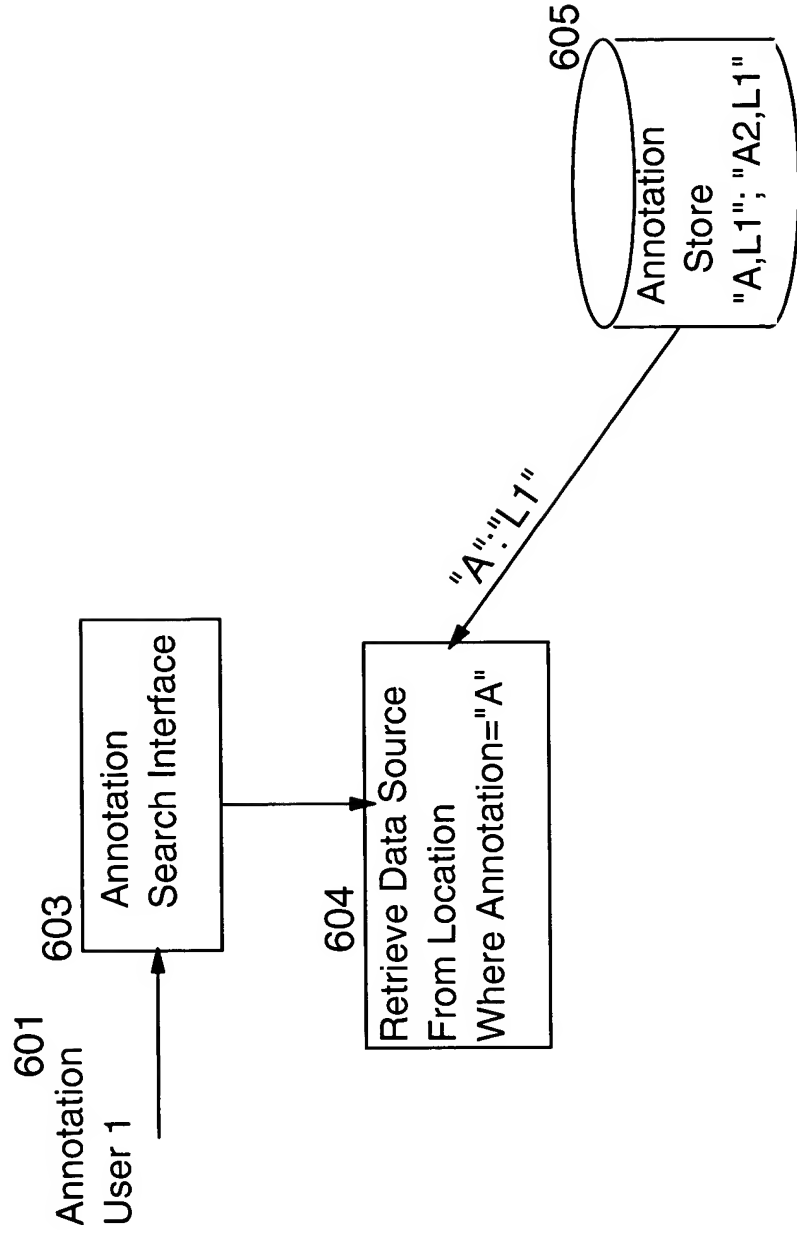 601
Annotation
User 1
603
Annotation
Search Interface
604
Retrieve Data Source
From Location
Where Annotation="A"
"A":"L1"
605
Annotation
Store
"A,L1"; "A2,L1"